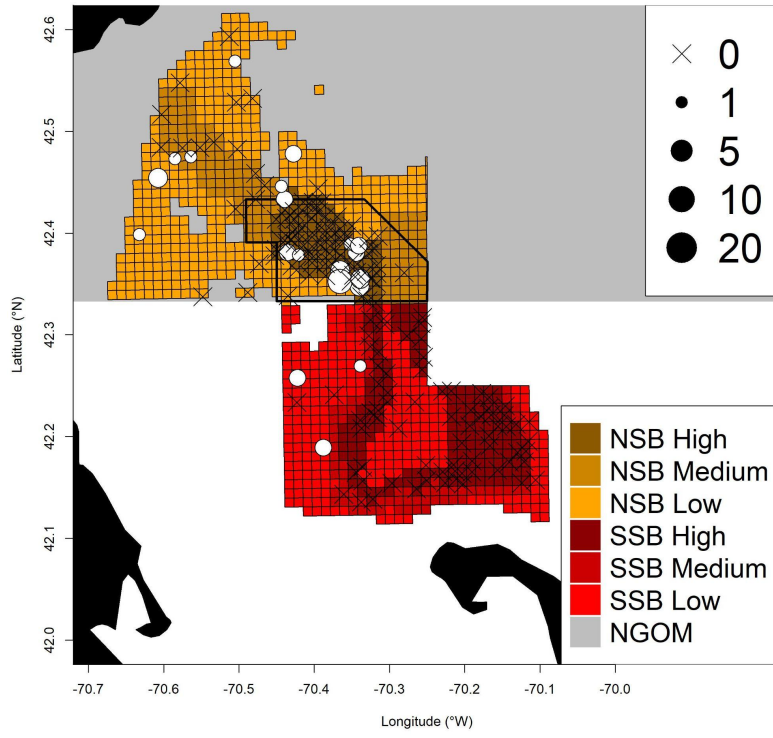 42.6
42.5
42.4
42.3
42.2
42.1
42.0
Latitude (°N)
0
1
5
10
20
NSB High
NSB Medium
NSB Low
SSB High
SSB Medium
SSB Low
NGOM
-70.7 -70.6 -70.5 -70.4 -70.3 -70.2 -70.1 -70.0
Longitude (°W)